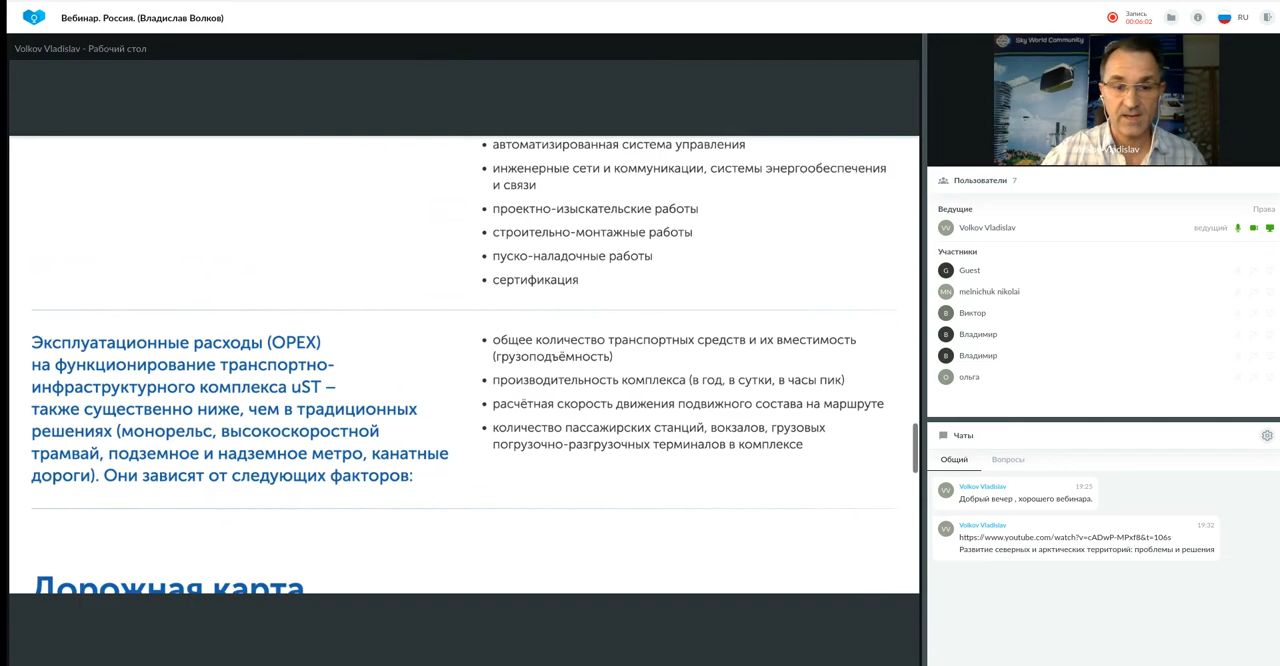 Вебинар. Россия. (Владислав Волков)
Запись
00:06:02
RU
Volkov Vladislav - Рабочий стол
автоматизированная система управления
инженерные сети и коммуникации, системы энергообеспечения
и связи
проектно-изыскательские работы
строительно-монтажные работы
пуско-наладочные работы
сертификация
Эксплуатационные расходы (OPEX)
на функционирование транспортно-
инфраструктурного комплекса uST –
также существенно ниже, чем в традиционных
решениях (монорельс, высокоскоростной
трамвай, подземное и надземное метро, канатные
дороги). Они зависят от следующих факторов:
общее количество транспортных средств и их вместимость
(грузоподъёмность)
производительность комплекса (в год, в сутки, в часы пик)
расчётная скорость движения подвижного состава на маршруте
количество пассажирских станций, вокзалов, грузовых
погрузочно-разгрузочных терминалов в комплексе
Дорожная карта
Sky World Community
Vladislav
Пользователи 7
Ведущие Права
VV Volkov Vladislav ведущий
Участники
G Guest
MN melnichuk nikolai
В Виктор
В Владимир
В Владимир
О ольга
Чаты
Общий Вопросы
VV Volkov Vladislav 19:25
Добрый вечер , хорошего вебинара.
VV Volkov Vladislav 19:32
https://www.youtube.com/watch?v=cADwP-MPxf8&t=106s
Развитие северных и арктических территорий: проблемы и решения